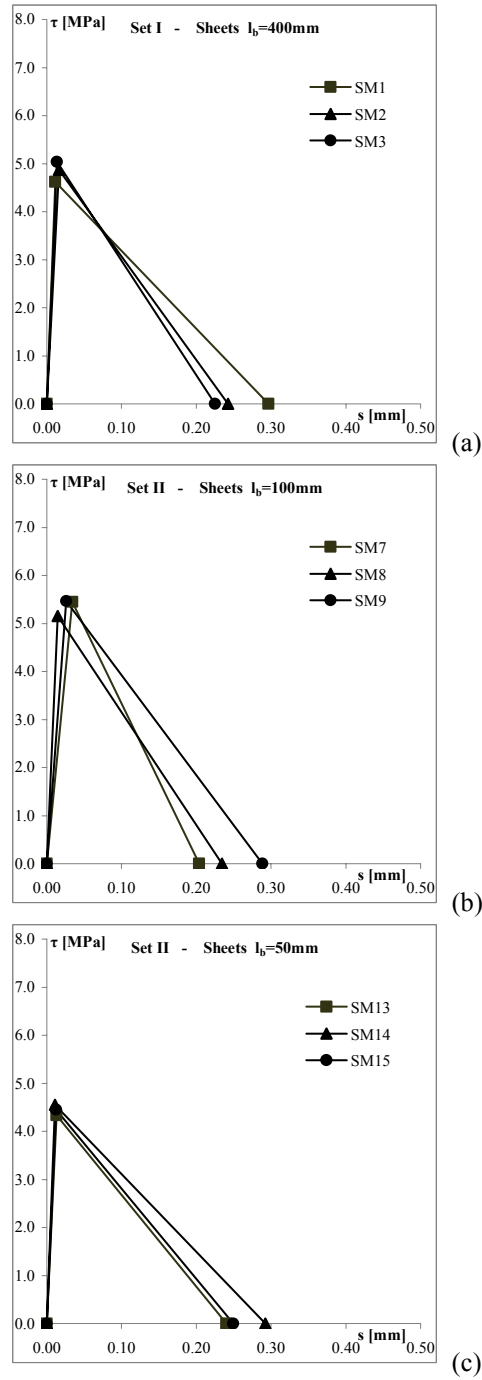 τ [MPa] Set I - Sheets l_b=400mm
8.0
7.0
6.0
5.0
4.0
3.0
2.0
1.0
0.0
SM1
SM2
SM3
s [mm]
0.00 0.10 0.20 0.30 0.40 0.50
(a)
τ [MPa] Set II - Sheets l_b=100mm
8.0
7.0
6.0
5.0
4.0
3.0
2.0
1.0
0.0
SM7
SM8
SM9
s [mm]
0.00 0.10 0.20 0.30 0.40 0.50
(b)
τ [MPa] Set II - Sheets l_b=50mm
8.0
7.0
6.0
5.0
4.0
3.0
2.0
1.0
0.0
SM13
SM14
SM15
s [mm]
0.00 0.10 0.20 0.30 0.40 0.50
(c)